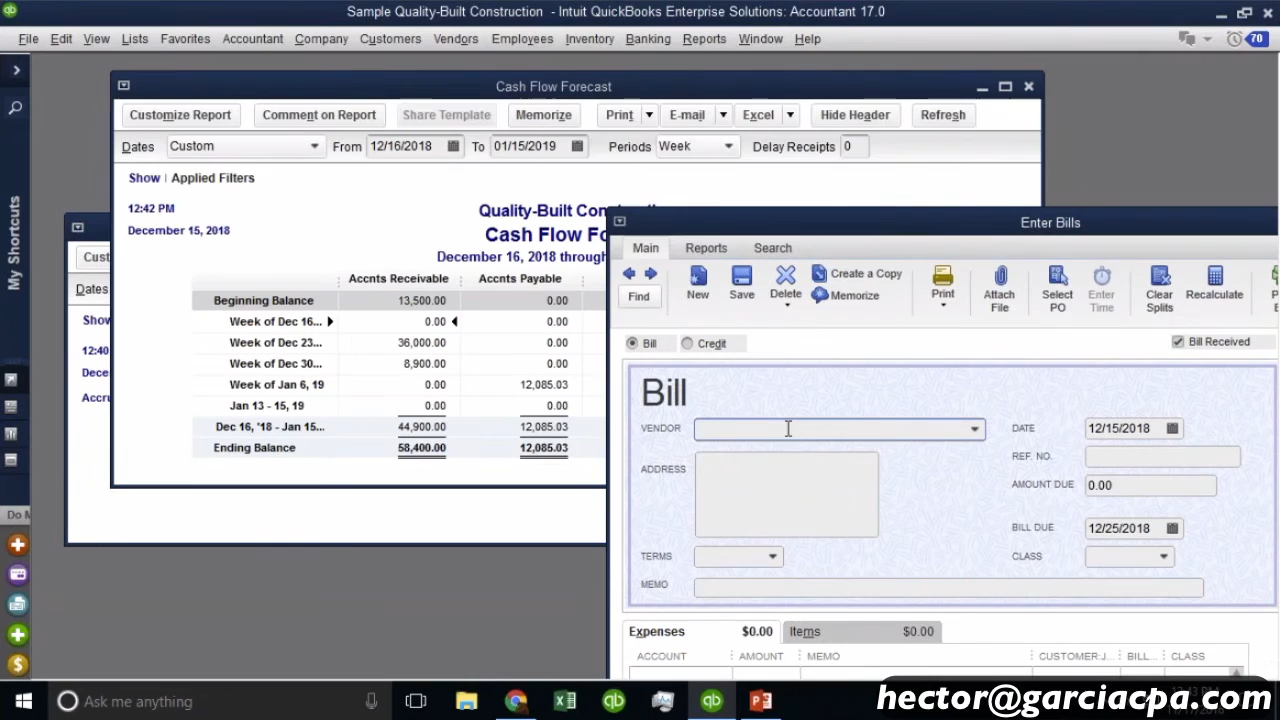 Sample Quality-Built Construction - Intuit QuickBooks Enterprise Solutions: Accountant 17.0
File Edit View Lists Favorites Accountant Company Customers Vendors Employees Inventory Banking Reports Window Help
70
Cash Flow Forecast
Customize Report Comment on Report Share Template Memorize Print E-mail Excel Hide Header Refresh
Dates Custom From 12/16/2018 To 01/15/2019 Periods Week Delay Receipts 0
Show | Applied Filters
12:42 PM
December 15, 2018
Quality-Built Con
Cash Flow Fo
December 16, 2018 through
Accnts Receivable Accnts Payable
Beginning Balance 13,500.00 0.00
Week of Dec 16... 0.00 0.00
Week of Dec 23... 36,000.00 0.00
Week of Dec 30... 8,900.00 0.00
Week of Jan 6, 19 0.00 12,085.03
Jan 13 - 15, 19 0.00 0.00
Dec 16, '18 - Jan 15... 44,900.00 12,085.03
Ending Balance 58,400.00 12,085.03
My Shortcuts
Do M
Cust
Dates
Show
12:40
Dece
Accru
Enter Bills
Main Reports Search
Find
New
Save
Delete
Create a Copy
Memorize
Print
Attach File
Select PO
Enter Time
Clear Splits
Recalculate
Bill Credit Bill Received
Bill
VENDOR DATE 12/15/2018
REF. NO.
ADDRESS
AMOUNT DUE 0.00
BILL DUE 12/25/2018
TERMS CLASS
MEMO
Expenses $0.00 Items $0.00
ACCOUNT AMOUNT MEMO CUSTOMER:J... BILL... CLASS
Ask me anything
hector@garciacpa.com